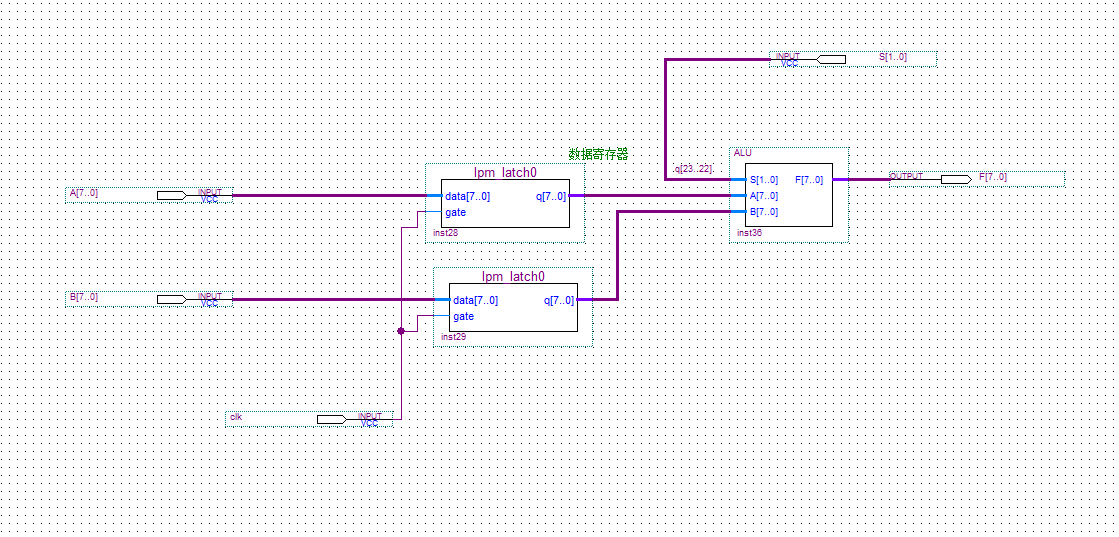 INPUT
VCC
S[1..0]
数据寄存器
ALU
lpm_latch0
.q[23..22].
A[7..0]
INPUT
VCC
data[7..0]
q[7..0]
gate
inst28
S[1..0]
F[7..0]
A[7..0]
B[7..0]
inst36
OUTPUT
F[7..0]
lpm_latch0
B[7..0]
INPUT
VCC
data[7..0]
q[7..0]
gate
inst29
clk
INPUT
VCC